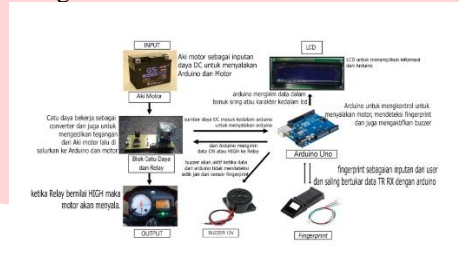 INPUT
Aki motor sebagai inputan
daya DC untuk menyalakan
Arduino dan Motor
Aki Motor
LCD
LCD untuk menampilkan informasi
dari Arduino
arduino mengirim data dalam
bentuk string atau karakter kedalam lcd
Catu daya bekerja sebagai
converter dan juga untuk
mengecilkan tegangan
dari Aki motor lalu di
salurkan ke Arduino dan motor
sumber daya DC masuk kedalam arduino
untuk menyalakan arduino
Arduino untuk mengkontrol untuk
menyalakan motor, mendeteksi fingerprint
dan juga mengaktifkan buzzer
dari Arduino mengirim
data ON atau HIGH ke Relay
Blok Catu Daya
dan Relay
Arduino Uno
buzzer akan aktif ketika data
dari arduino tidak mendeteksi
sidik jari dari sensor fingerprint
fingerprint sebagai inputan dari user
dan saling bertukar data TR RX dengan arduino
ketika Relay bernilai HIGH maka
motor akan menyala.
OUTPUT
BUZZER 12V
Fingerprint